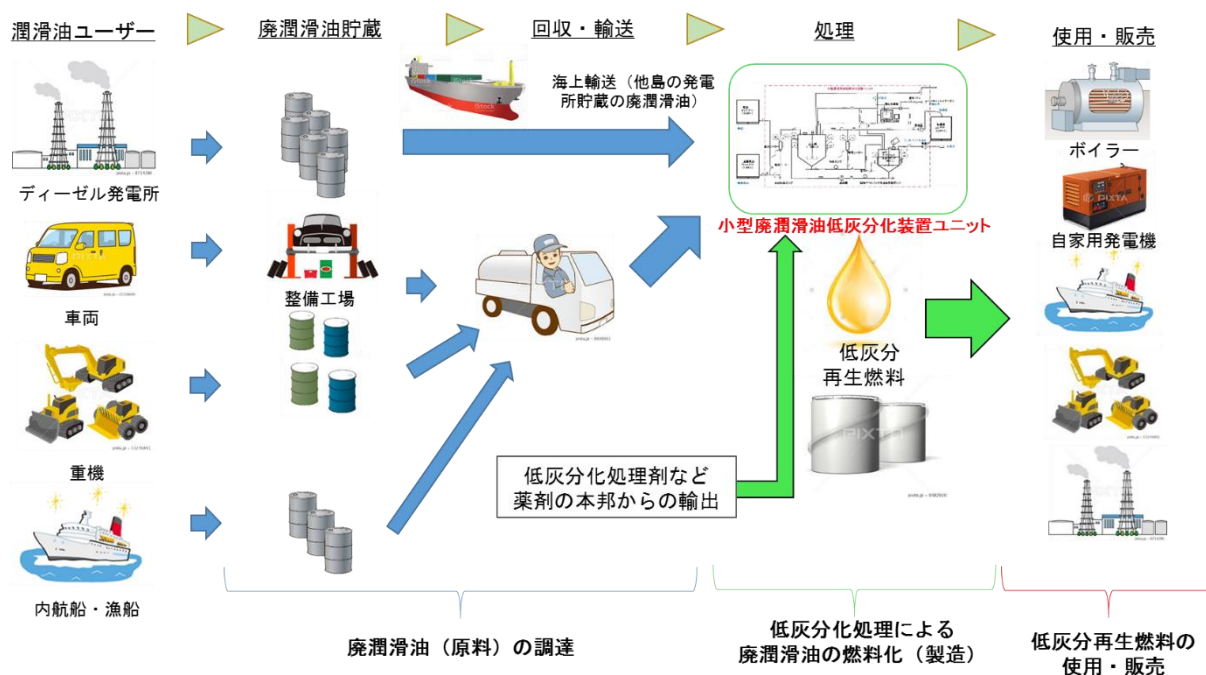 潤滑油ユーザー
廃潤滑油貯蔵
回収・輸送
処理
使用・販売
海上輸送（他島の発電
所貯蔵の廃潤滑油）
ディーゼル発電所
車両
重機
内航船・漁船
整備工場
小型廃潤滑油低灰分化装置ユニット
低灰分
再生燃料
低灰分化処理剤など
薬剤の本邦からの輸出
ボイラー
自家用発電機
廃潤滑油（原料）の調達
低灰分化処理による
廃潤滑油の燃料化（製造）
低灰分再生燃料の
使用・販売
iStock
PIXTA
PIXTA